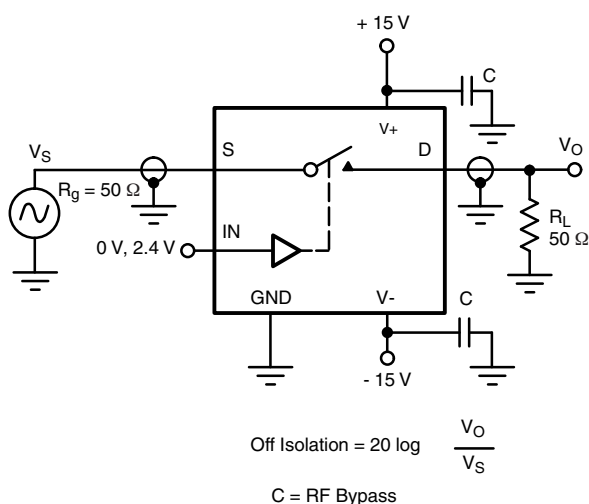 + 15 V
C
V+
VS
S
D
VO
Rg = 50 Ω
RL
50 Ω
IN
0 V, 2.4 V
GND
V-
C
- 15 V
Off Isolation = 20 log
VO
VS
C = RF Bypass